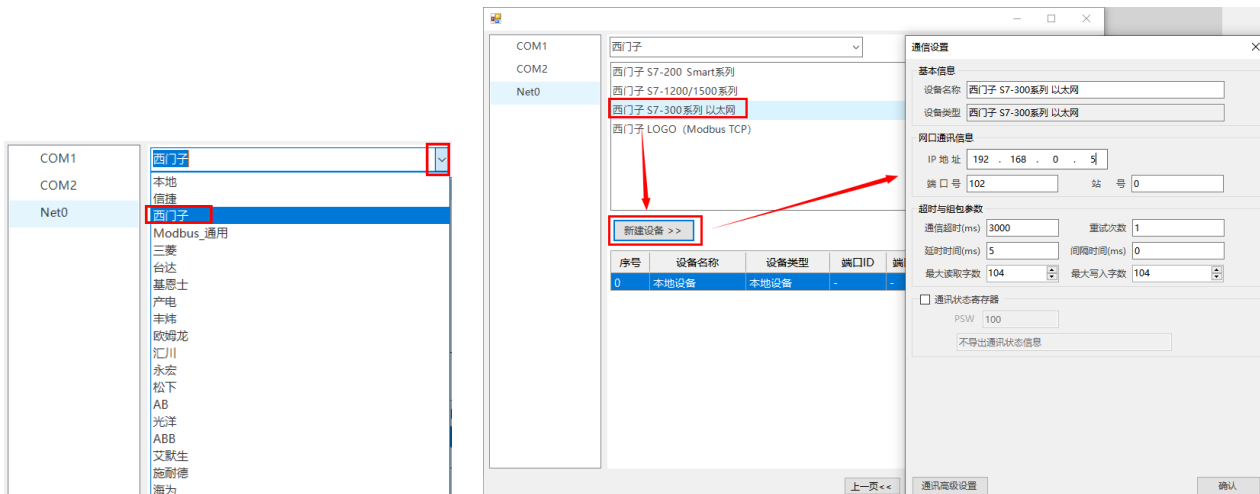 COM1
COM2
Net0
西门子
本地
信捷
西门子
Modbus_通用
三菱
台达
基恩士
产电
丰炜
欧姆龙
汇川
永宏
松下
AB
光洋
ABB
艾默生
施耐德
海为
COM1
COM2
Net0
西门子
西门子 S7-200 Smart系列
西门子 S7-1200/1500系列
西门子 S7-300系列 以太网
西门子 LOGO（Modbus TCP）
新建设备 >>
序号 设备名称 设备类型 端口ID 端
0 本地设备 本地设备 - -
上一页<<
通信设置
基本信息
设备名称 西门子 S7-300系列 以太网
设备类型 西门子 S7-300系列 以太网
网口通讯信息
IP 地 址 192 . 168 . 0 . 5
端 口 号 102 站 号 0
超时与组包参数
通信超时(ms) 3000 重试次数 1
延时时间(ms) 5 间隔时间(ms) 0
最大读取字数 104 最大写入字数 104
通讯状态寄存器
PSW 100
不导出通讯状态信息
通讯高级设置 确认